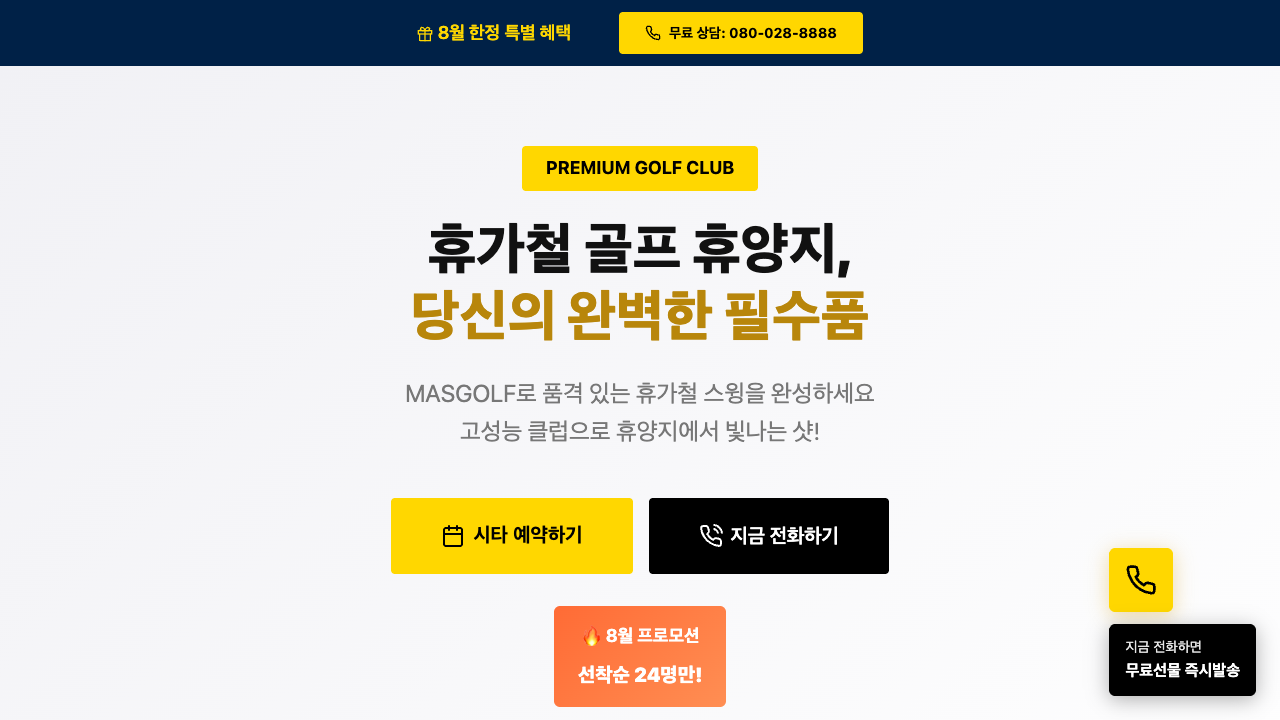 8월 한정 특별 혜택
무료 상담: 080-028-8888
PREMIUM GOLF CLUB
휴가철 골프 휴양지,
당신의 완벽한 필수품
MASGOLF로 품격 있는 휴가철 스윙을 완성하세요
고성능 클럽으로 휴양지에서 빛나는 샷!
시타 예약하기
지금 전화하기
🔥 8월 프로모션
선착순 24명만!
지금 전화하면
무료선물 즉시발송